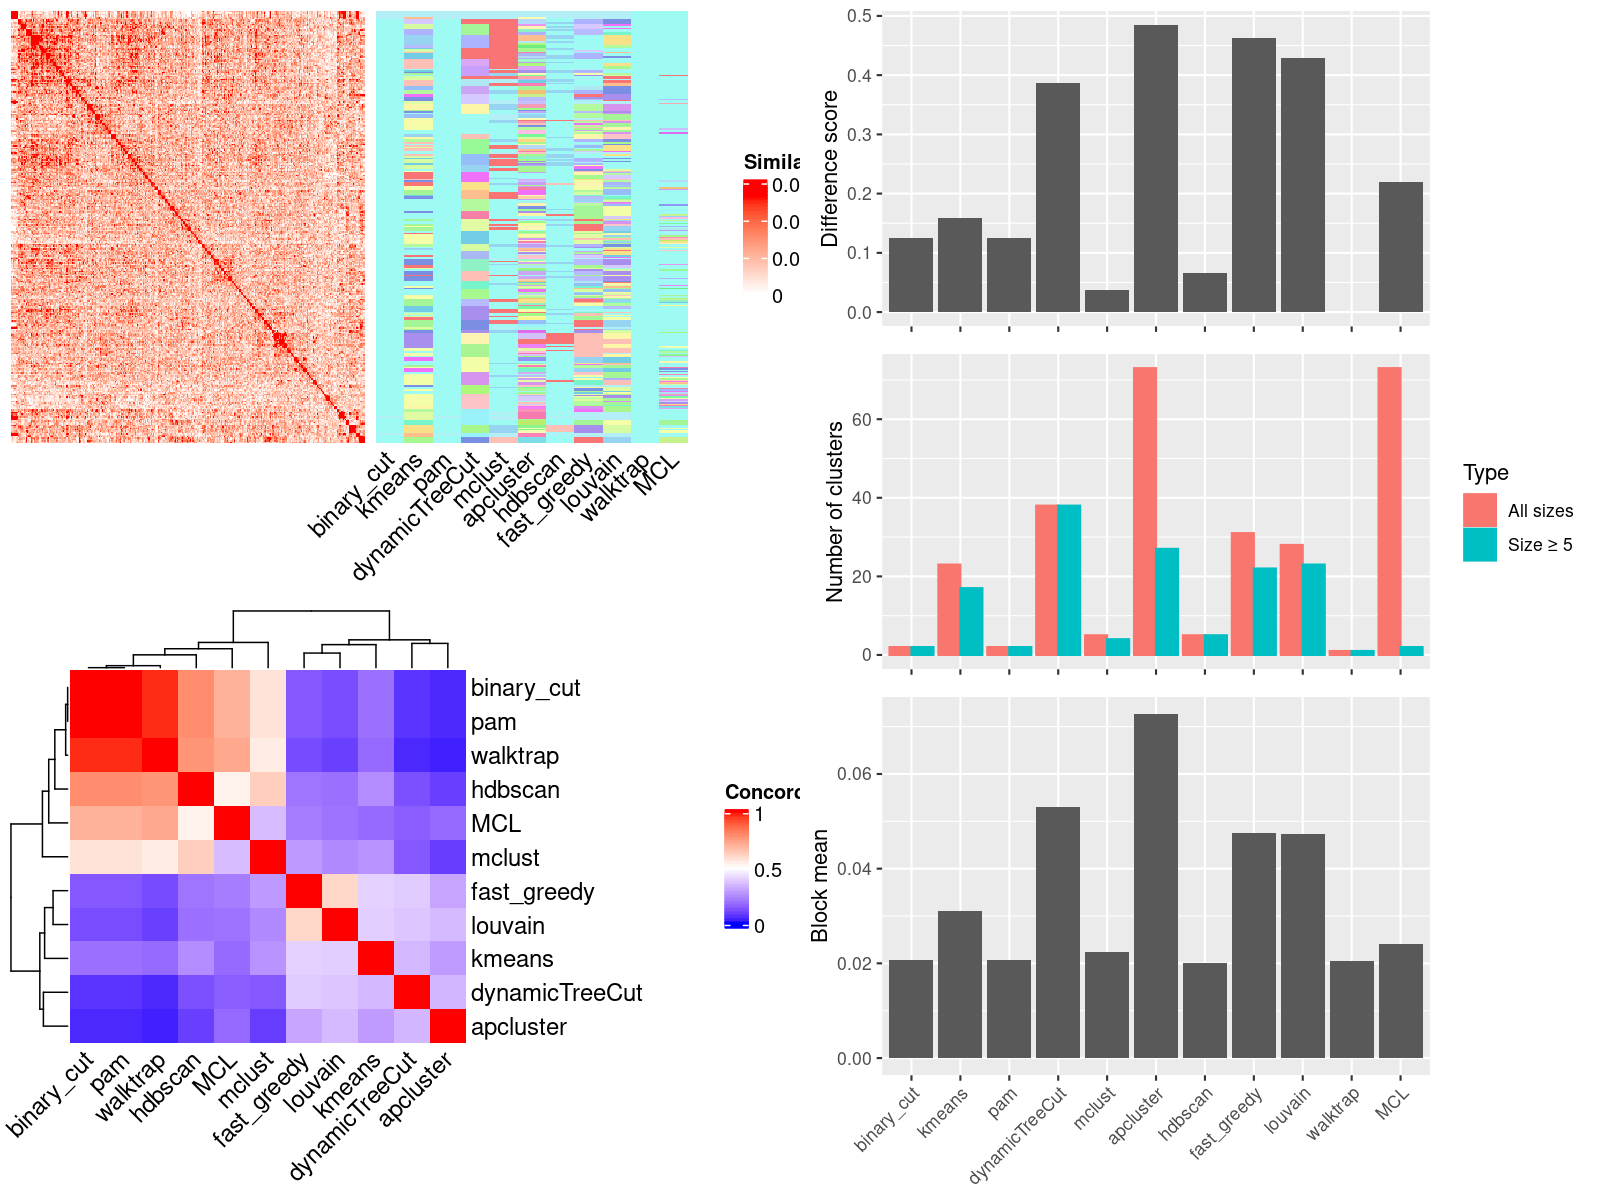 Simila
0.0
0.0
0.0
0
binary_cut
kmeans
pam
dynamicTreeCut
mclust
apcluster
hdbscan
fast_greedy
louvain
walktrap
MCL
binary_cut
pam
walktrap
hdbscan
MCL
mclust
fast_greedy
louvain
kmeans
dynamicTreeCut
apcluster
binary_cut
pam
walktrap
hdbscan
MCL
mclust
fast_greedy
louvain
kmeans
dynamicTreeCut
apcluster
Concord
1
0.5
0
Difference score
0.5
0.4
0.3
0.2
0.1
0.0
Number of clusters
60
40
20
0
Type
All sizes
Size ≥ 5
Block mean
0.06
0.04
0.02
0.00
binary_cut
kmeans
pam
dynamicTreeCut
mclust
apcluster
hdbscan
fast_greedy
louvain
walktrap
MCL